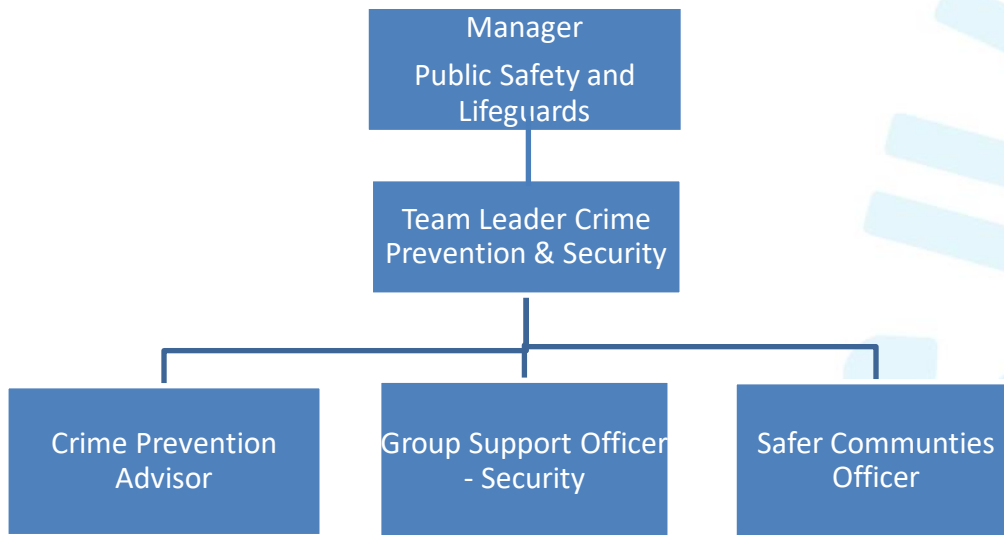 Manager
Public Safety and
Lifeguards
Team Leader Crime
Prevention & Security
Crime Prevention
Advisor
Group Support Officer
- Security
Safer Communties
Officer